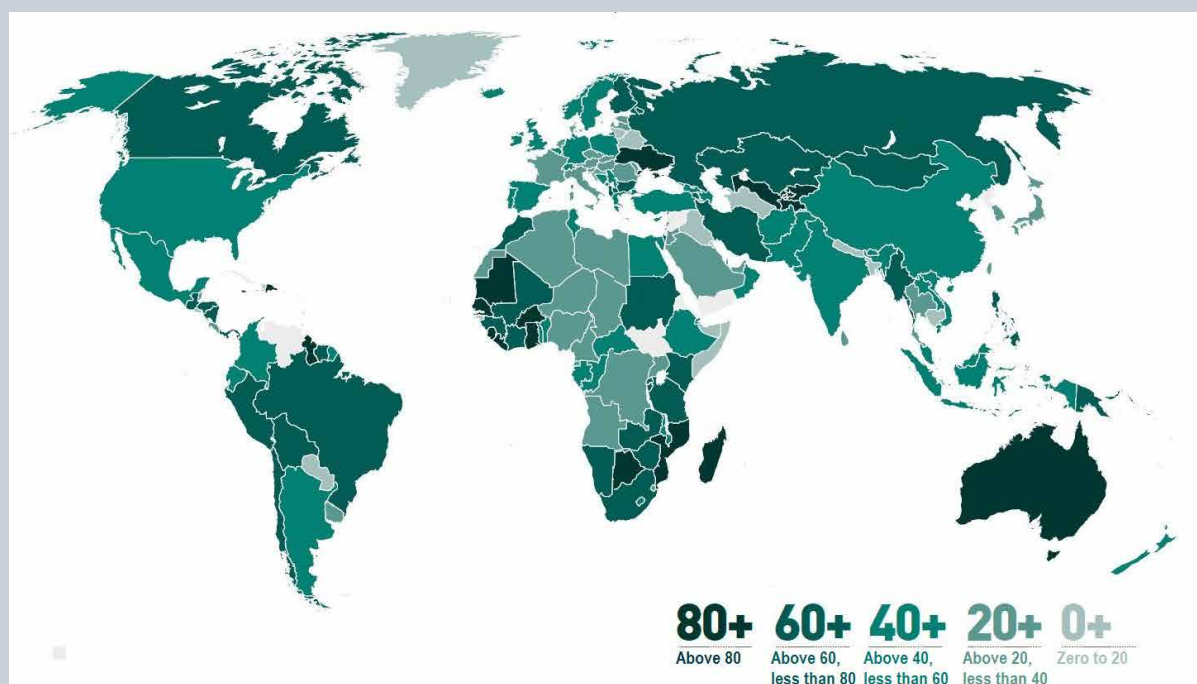 80+ 60+ 40+ 20+ 0+
Above 80 Above 60, Above 40, Above 20, Zero to 20
less than 80 less than 60 less than 40